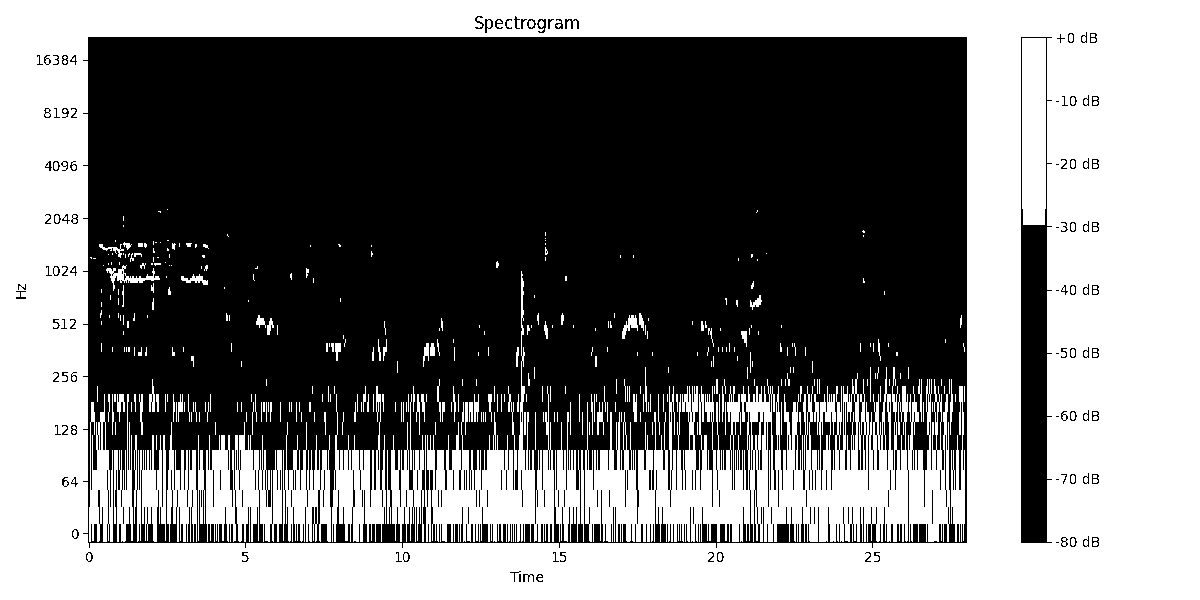 Spectrogram
16384
8192
4096
2048
1024
512
256
128
64
0
Hz
0 5 10 15 20 25
Time
+0 dB
-10 dB
-20 dB
-30 dB
-40 dB
-50 dB
-60 dB
-70 dB
-80 dB